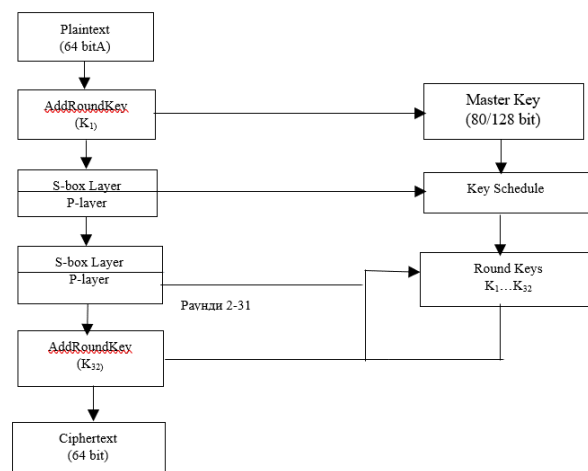 Plaintext
(64 bitA)
AddRoundKey
(K₁)
Master Key
(80/128 bit)
S-box Layer
P-layer
Key Schedule
S-box Layer
P-layer
Round Keys
K₁…K₃₂
Раунди 2-31
AddRoundKey
(K₃₂)
Ciphertext
(64 bit)